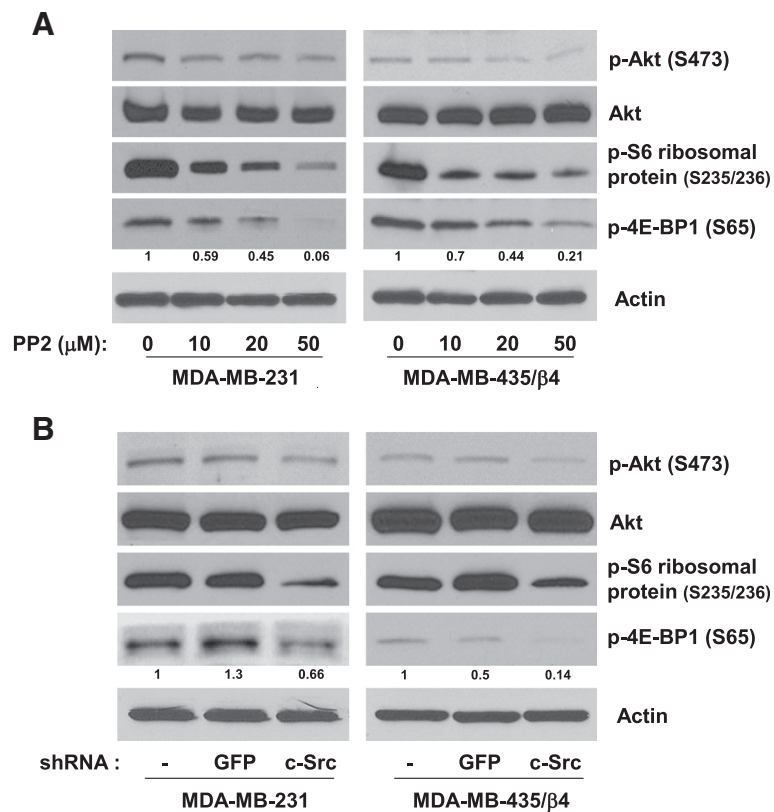 A
p-Akt (S473)
Akt
p-S6 ribosomal
protein (S235/236)
p-4E-BP1 (S65)
1 0.59 0.45 0.06 1 0.7 0.44 0.21
Actin
PP2 (μM): 0 10 20 50 0 10 20 50
MDA-MB-231 MDA-MB-435/β4
B
p-Akt (S473)
Akt
p-S6 ribosomal
protein (S235/236)
p-4E-BP1 (S65)
1 1.3 0.66 1 0.5 0.14
Actin
shRNA : - GFP c-Src - GFP c-Src
MDA-MB-231 MDA-MB-435/β4